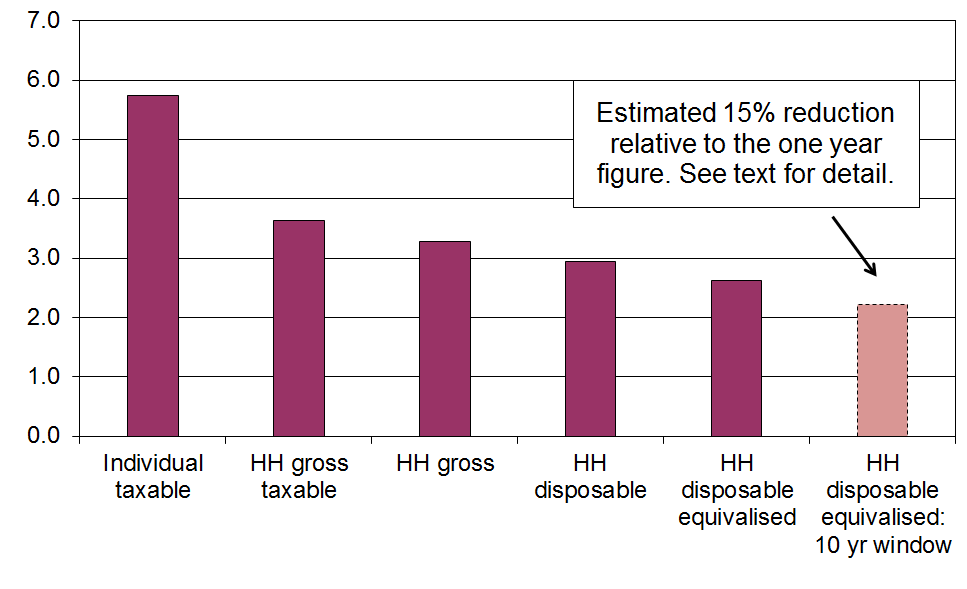 7.0
6.0
5.0
4.0
3.0
2.0
1.0
0.0
Estimated 15% reduction
relative to the one year
figure. See text for detail.
Individual
taxable
HH gross
taxable
HH gross
HH
disposable
HH
disposable
equivalised
HH
disposable
equivalised:
10 yr window